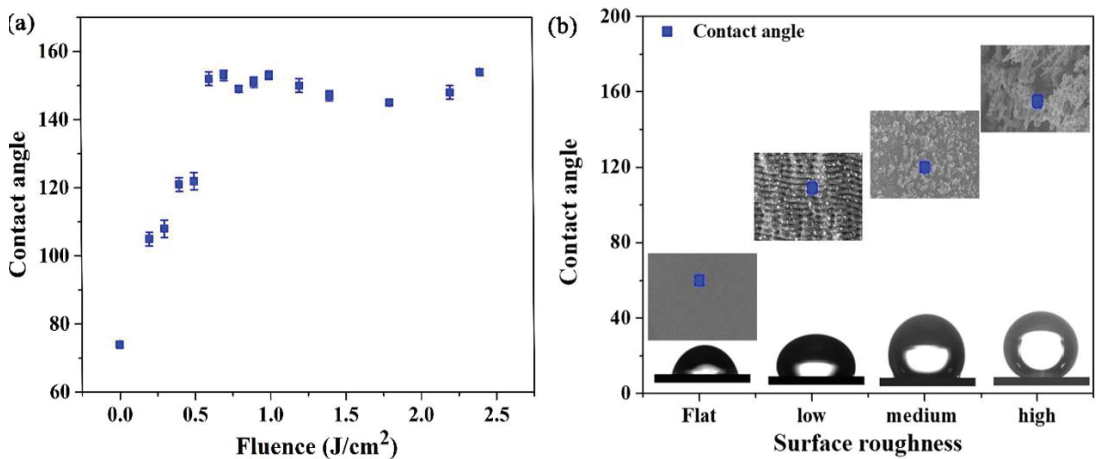 (a)
160
140
120
100
80
60
Contact angle
0.0 0.5 1.0 1.5 2.0 2.5
Fluence (J/cm²)
(b)
200
160
120
80
40
0
Contact angle
Contact angle
Flat low medium high
Surface roughness